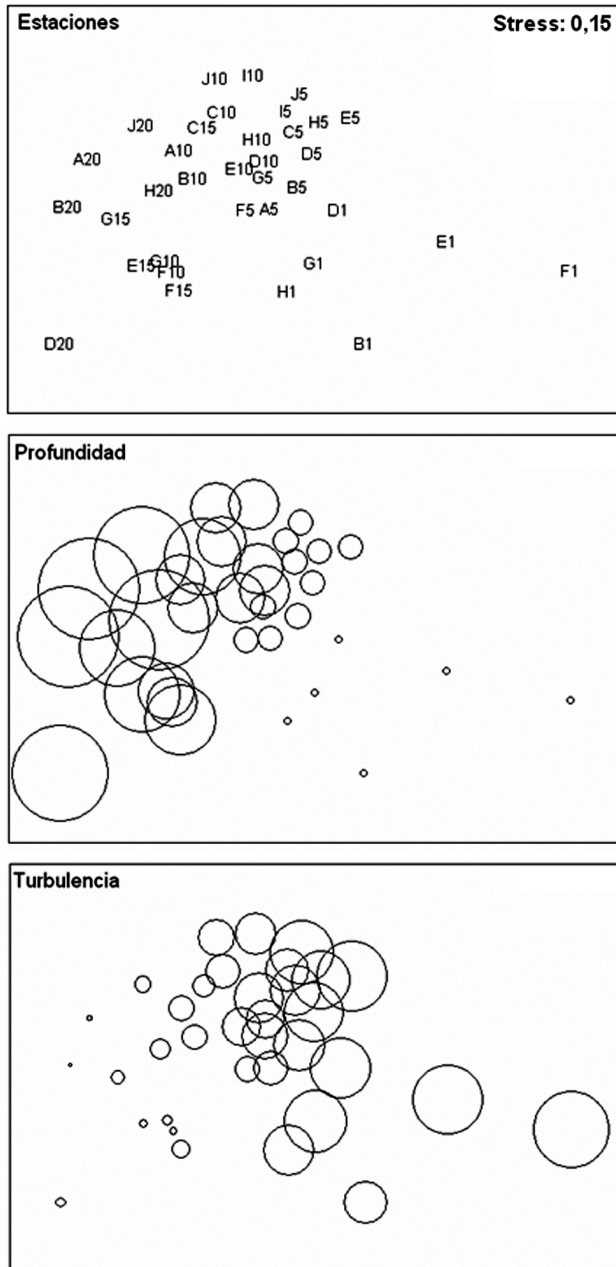 Estaciones Stress: 0,15
J10 I10
J5
C10 I5 E5
J20 C15 C5 H5
H10
A20 A10 D10 D5
E10
H20 B10 G5 B5
B20 G15 F5 A5 D1
E1
E15 G10 G1 F1
F10
F15 H1
D20 B1
Profundidad
Turbulencia